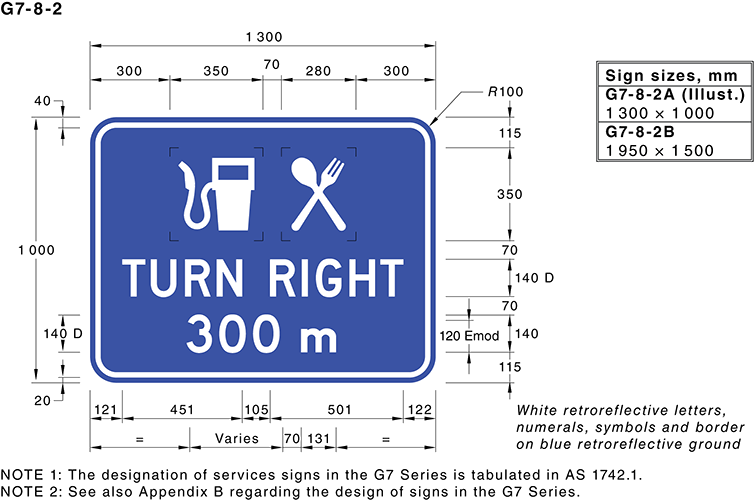 G7-8-2
1 300
300
350
70
280
300
R100
40
1 000
140 D
20
115
350
70
140 D
70
140
115
120 Emod
TURN RIGHT
300 m
121
451
105
501
122
=
Varies
70
131
=
Sign sizes, mm
G7-8-2A (Illust.)
1 300 × 1 000
G7-8-2B
1 950 × 1 500
White retroreflective letters,
numerals, symbols and border
on blue retroreflective ground
NOTE 1: The designation of services signs in the G7 Series is tabulated in AS 1742.1.
NOTE 2: See also Appendix B regarding the design of signs in the G7 Series.